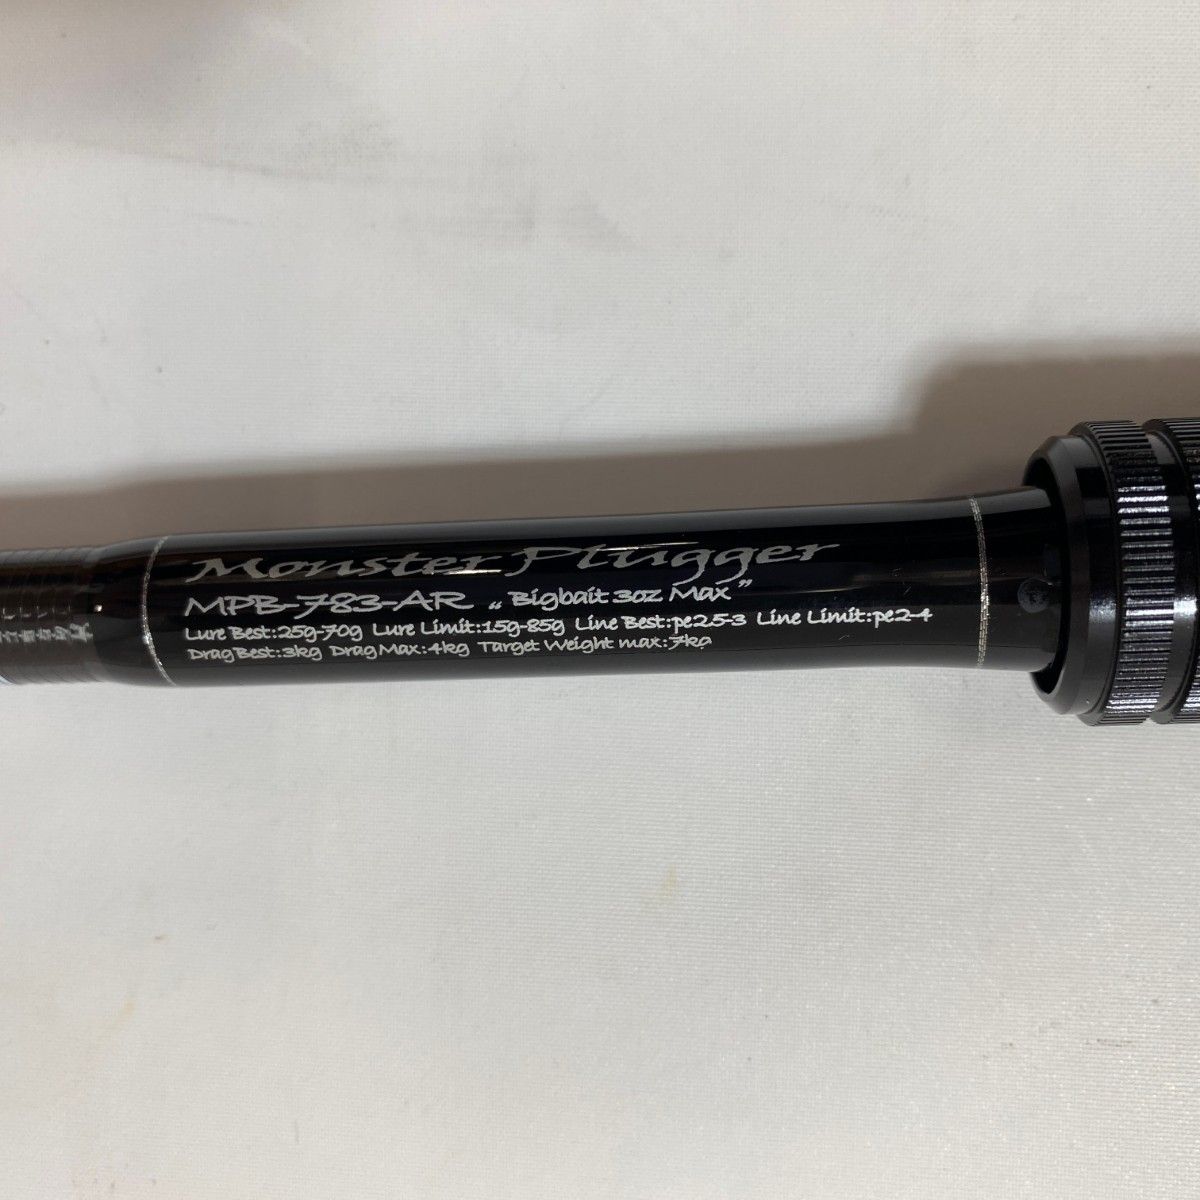 Monster Plugger
MPB-783-AR „Bigbait 3oz Max”
Lure Best:25g-70g Lure Limit:15g-85g Line Best:pe2.5-3 Line Limit:pe2-4
Drag Best:3kg Drag Max:4kg Target Weight max:7kg